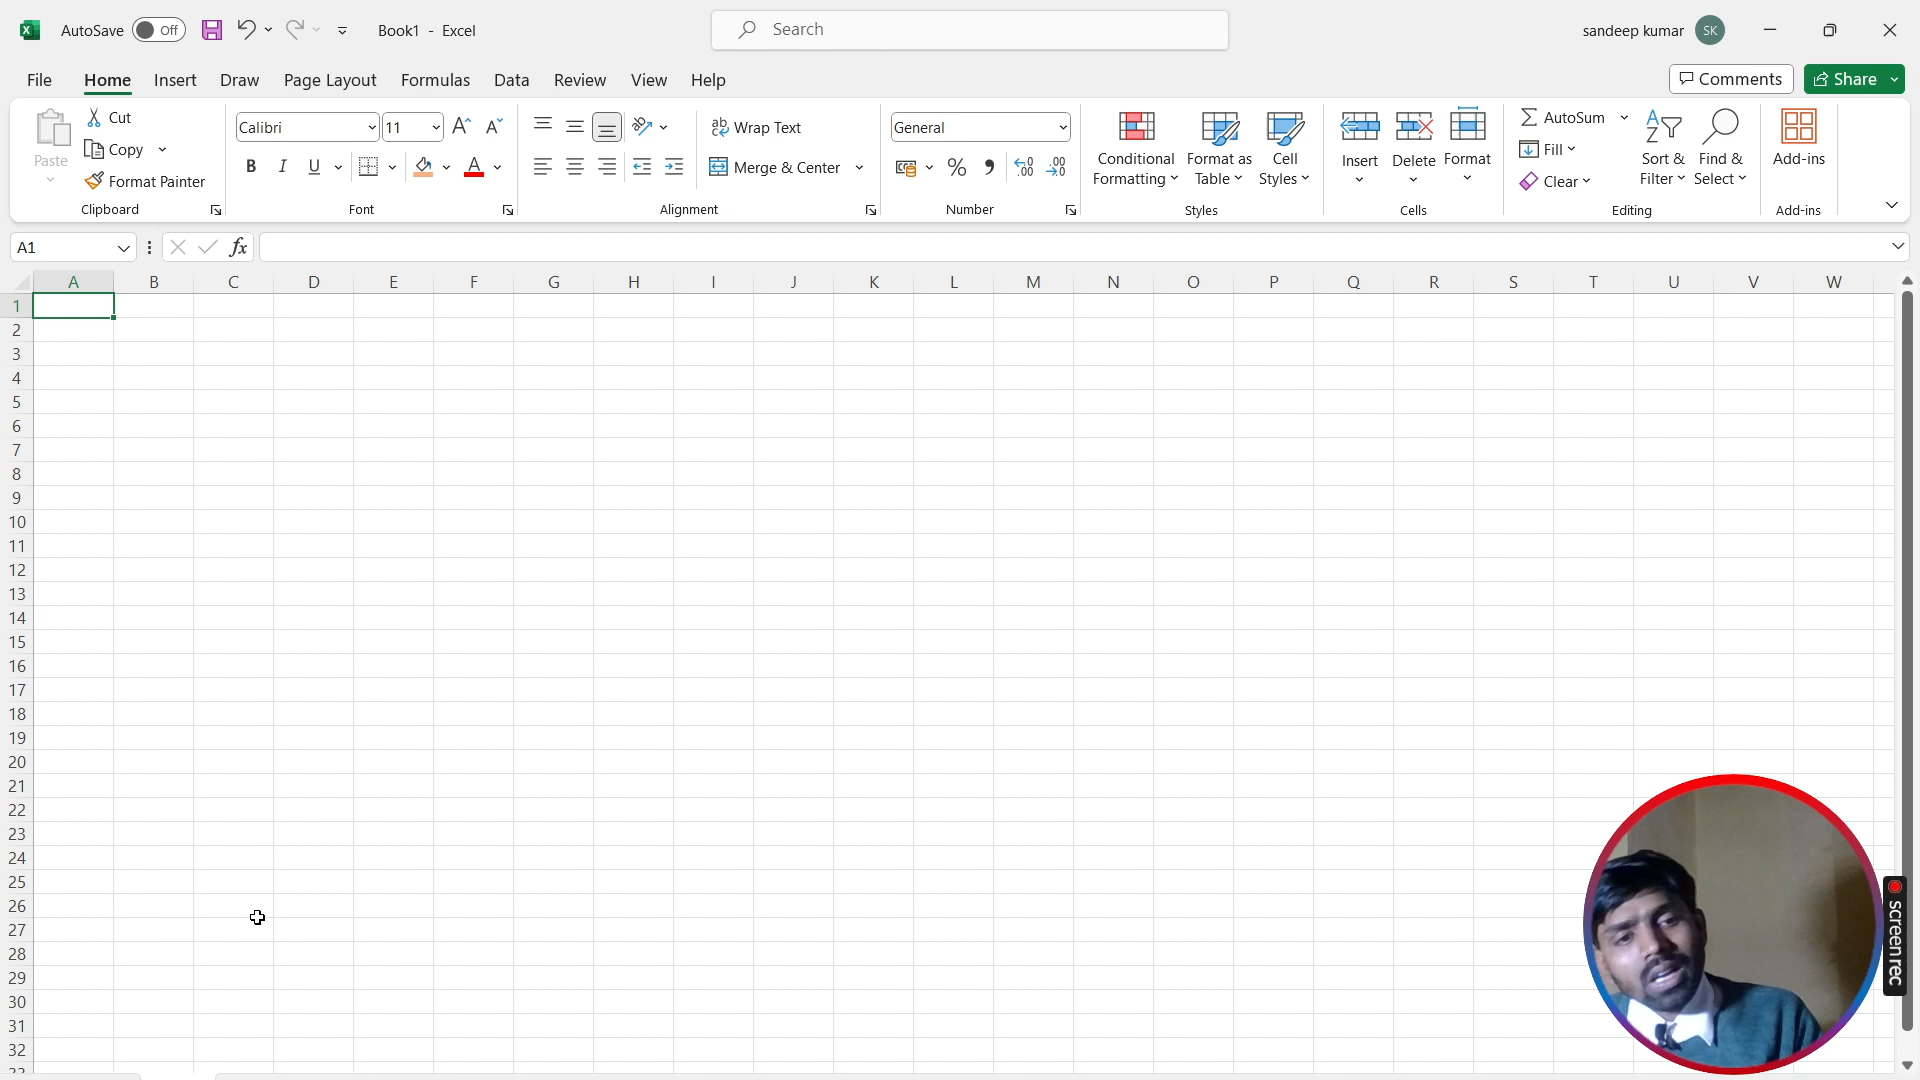 AutoSave Off Book1 - Excel Search sandeep kumar SK
File Home Insert Draw Page Layout Formulas Data Review View Help Comments Share
Paste
Cut
Copy
Format Painter
Clipboard
Calibri 11
B I U A
Font
ab Wrap Text
Merge & Center
Alignment
General
% , .00
Number
Conditional Formatting
Format as Table
Cell Styles
Styles
Insert Delete Format
Cells
AutoSum
Fill
Clear
Sort & Filter
Find & Select
Editing
Add-ins
Add-ins
A1 fx
A B C D E F G H I J K L M N O P Q R S T U V W
1
2
3
4
5
6
7
8
9
10
11
12
13
14
15
16
17
18
19
20
21
22
23
24
25
26
27
28
29
30
31
32
screenrec